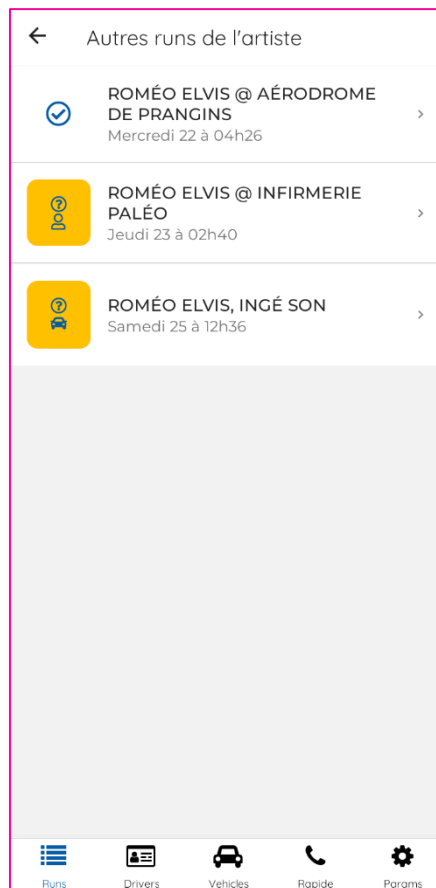 Autres runs de l'artiste
ROMÉO ELVIS @ AÉRODROME
DE PRANGINS
Mercredi 22 à 04h26
ROMÉO ELVIS @ INFIRMERIE
PALÉO
Jeudi 23 à 02h40
ROMÉO ELVIS, INGÉ SON
Samedi 25 à 12h36
Runs Drivers Vehicles Rapide Params